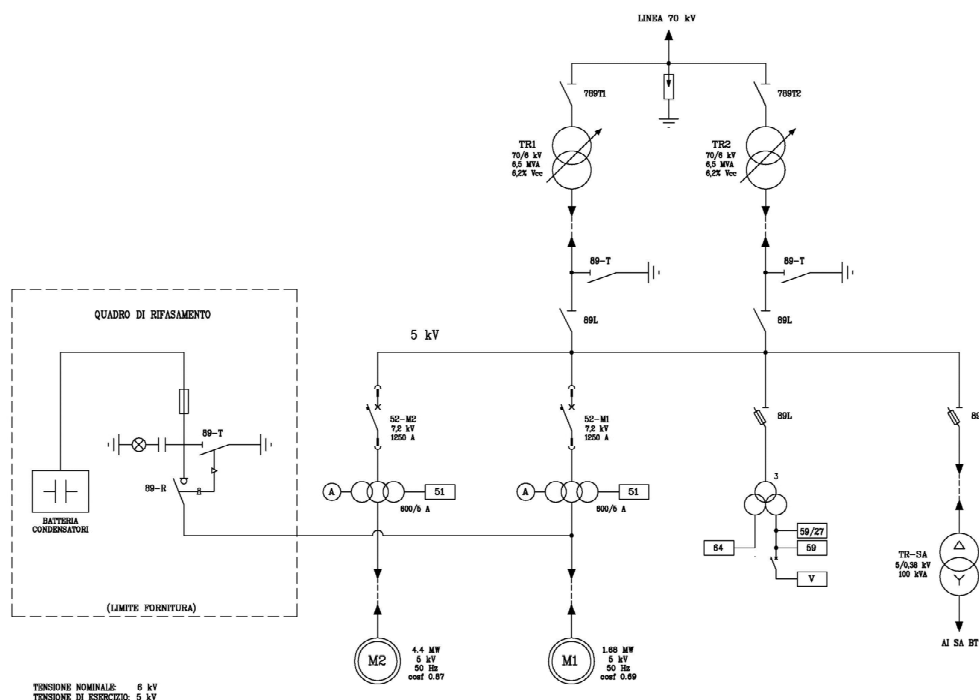 LINEA 70 kV
789T1
789T2
TR1
70/6 kV
6,5 MVA
6,2% Vcc
TR2
70/6 kV
6,5 MVA
6,2% Vcc
89-T
89-T
89L
89L
5 kV
QUADRO DI RIFASAMENTO
89-T
89-R
BATTERIA
CONDENSATORI
(LIMITE FORNITURA)
52-M2
7,2 kV
1250 A
52-M1
7,2 kV
1250 A
89L
89
A
51
600/5 A
A
51
600/5 A
3
64
59/27
59
V
TR-SA
5/0,38 kV
100 kVA
AI SA BT
M2
4.4 MW
5 kV
50 Hz
cosf 0.87
M1
1.68 MW
5 kV
50 Hz
cosf 0.69
TENSIONE NOMINALE: 6 kV
TENSIONE DI ESERCIZIO: 5 kV